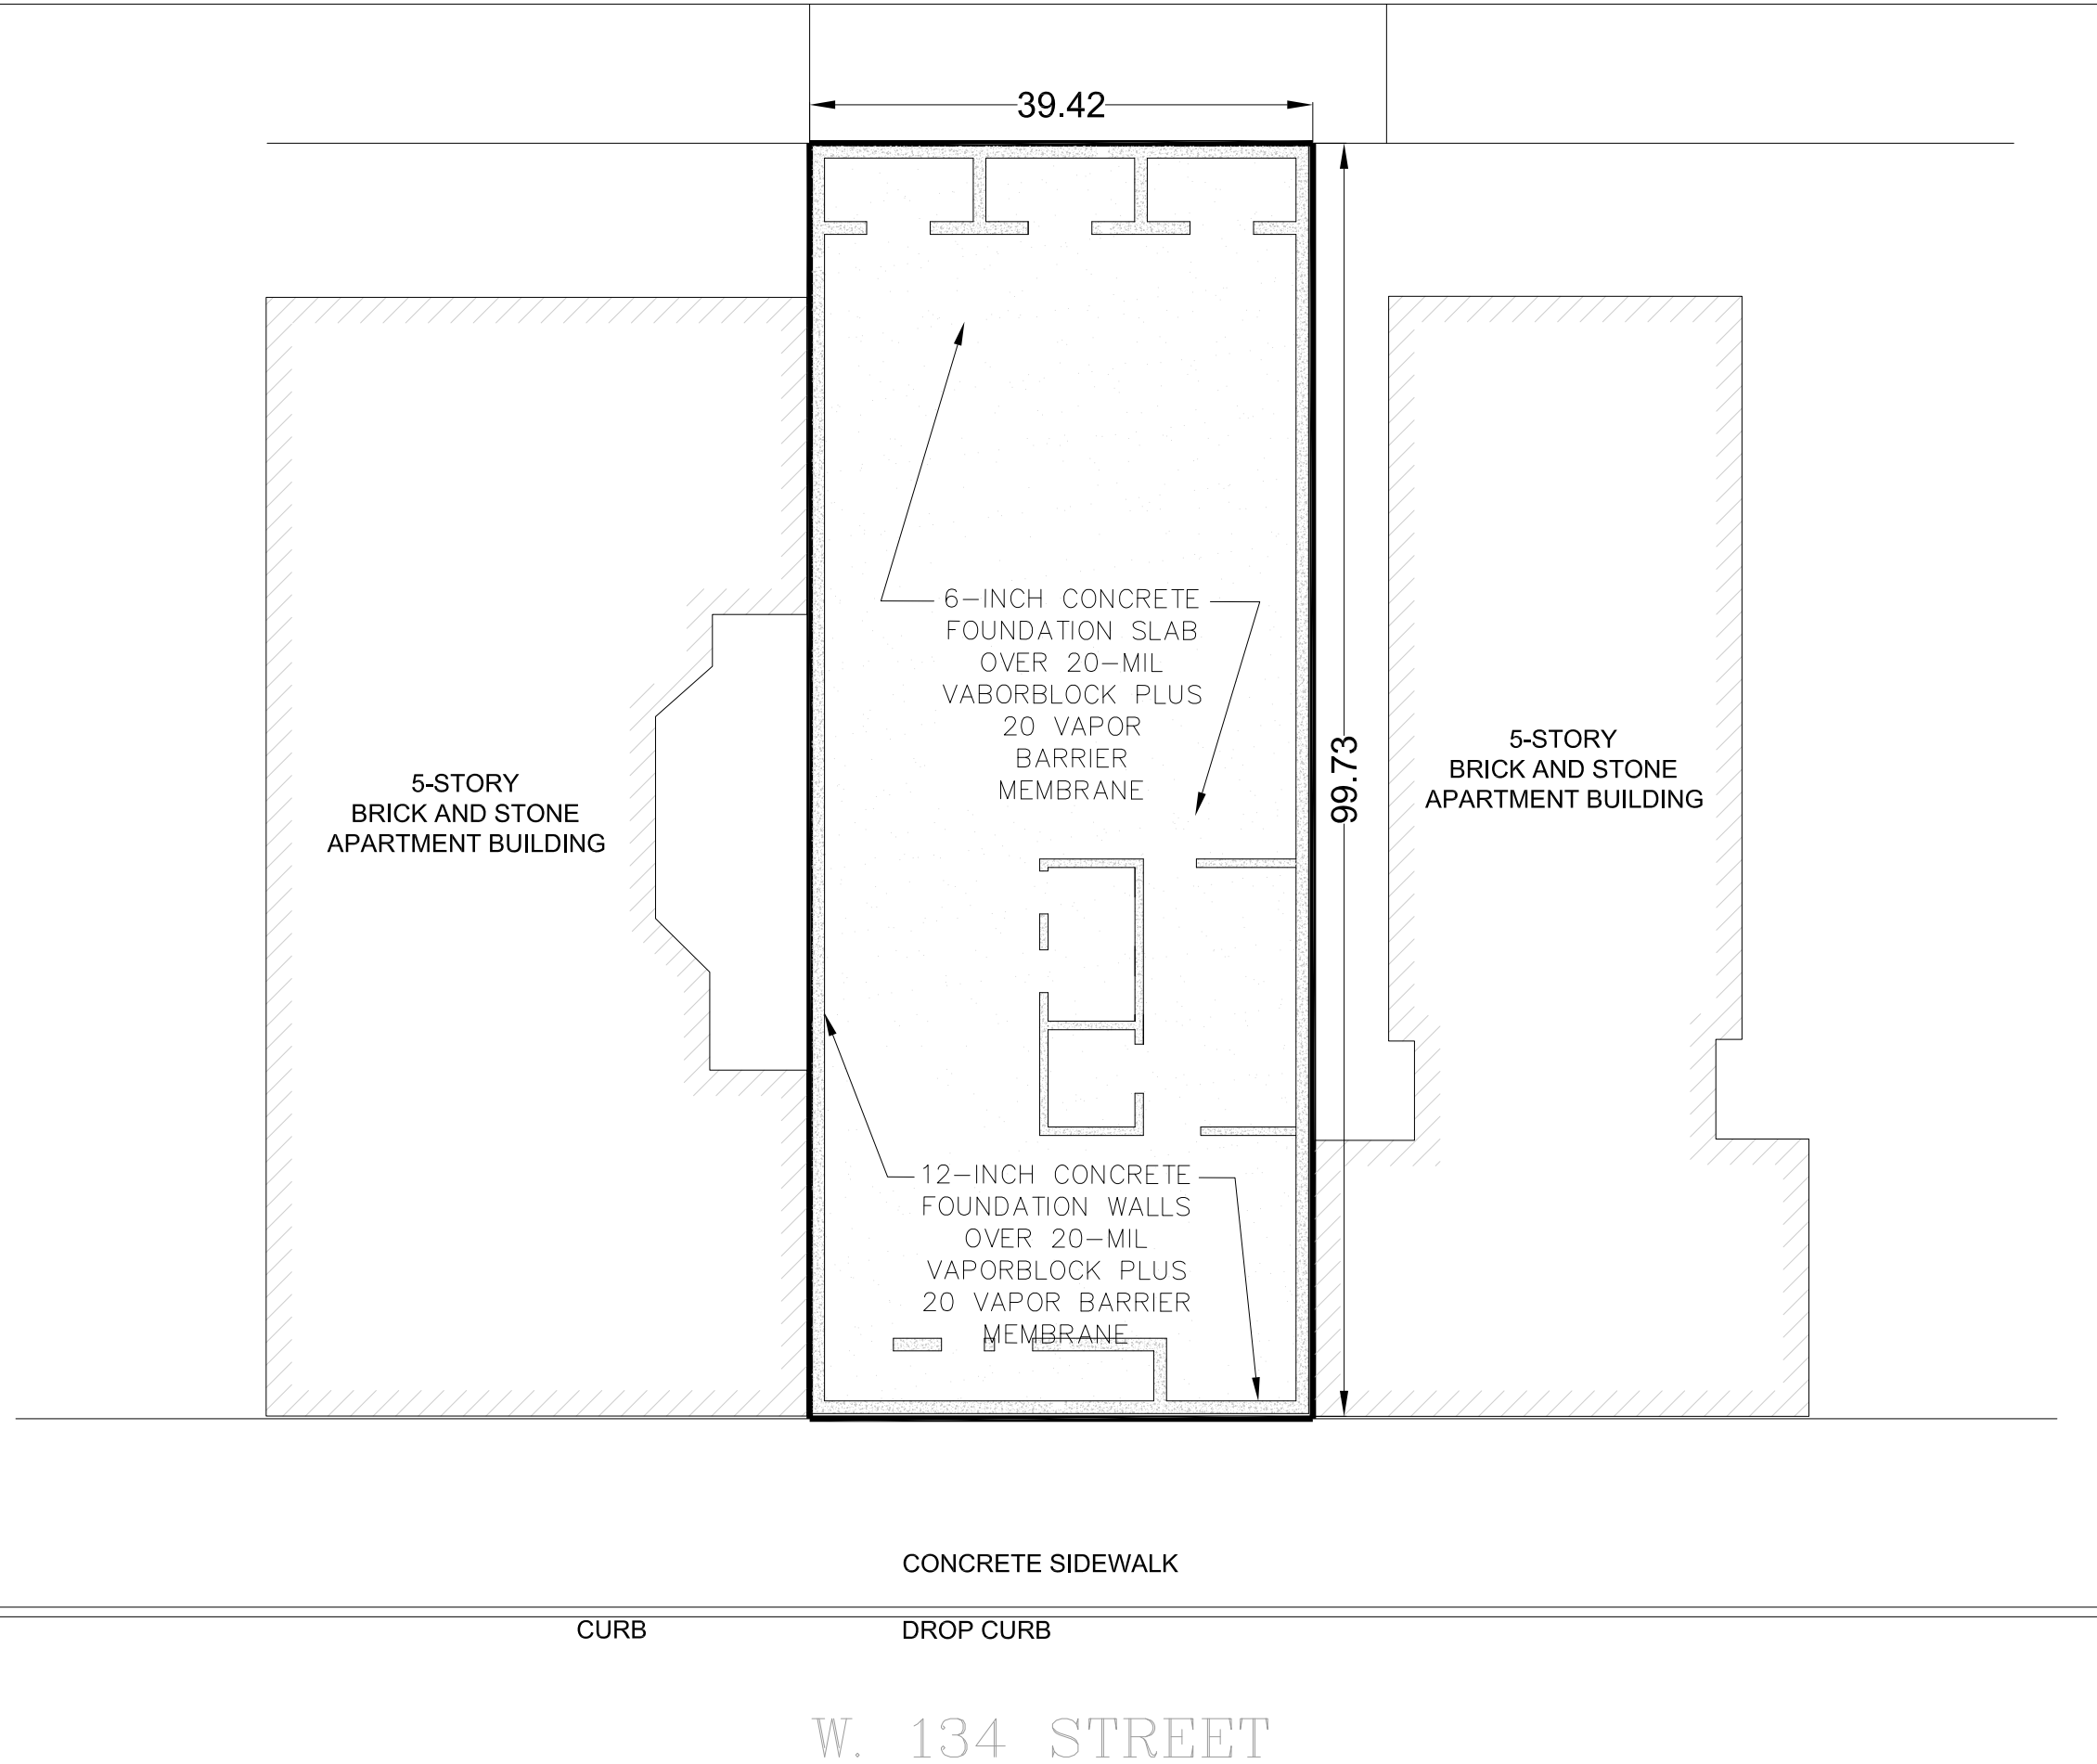 39.42
6-INCH CONCRETE
FOUNDATION SLAB
OVER 20-MIL
VABORBLOCK PLUS
20 VAPOR
BARRIER
MEMBRANE
99.73
5-STORY
BRICK AND STONE
APARTMENT BUILDING
5-STORY
BRICK AND STONE
APARTMENT BUILDING
12-INCH CONCRETE
FOUNDATION WALLS
OVER 20-MIL
VAPORBLOCK PLUS
20 VAPOR BARRIER
MEMBRANE
CONCRETE SIDEWALK
CURB
DROP CURB
W. 134 STREET